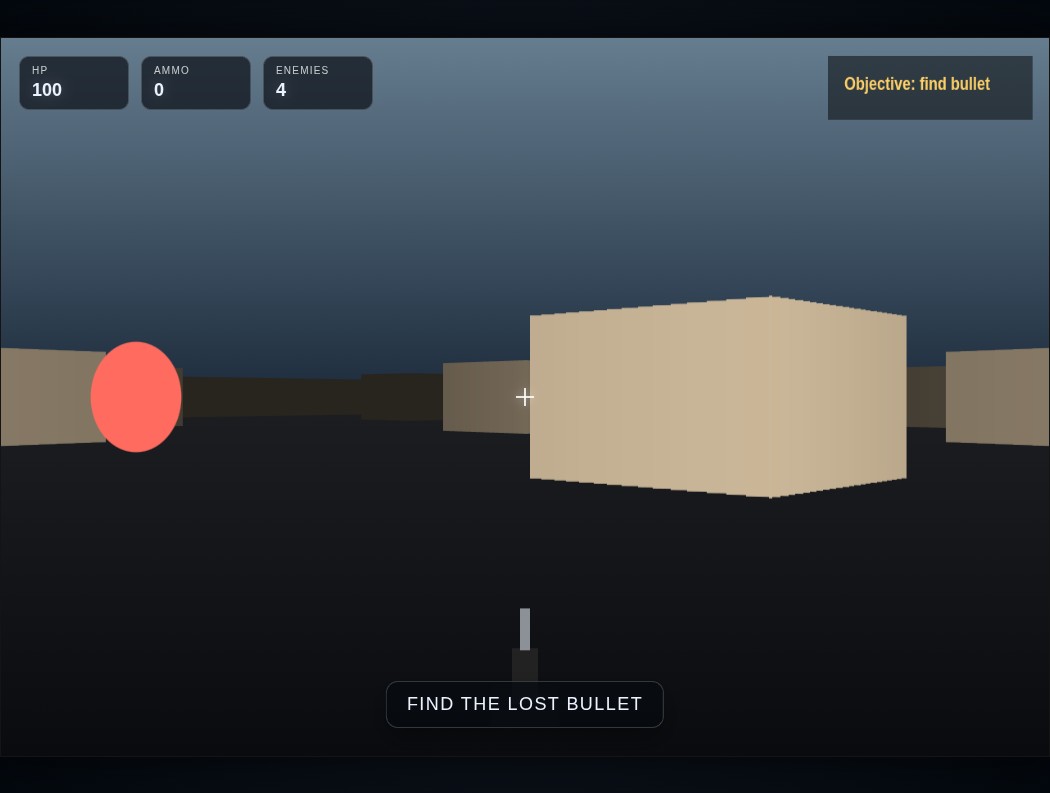 HP
100
AMMO
0
ENEMIES
4
Objective: find bullet
FIND THE LOST BULLET